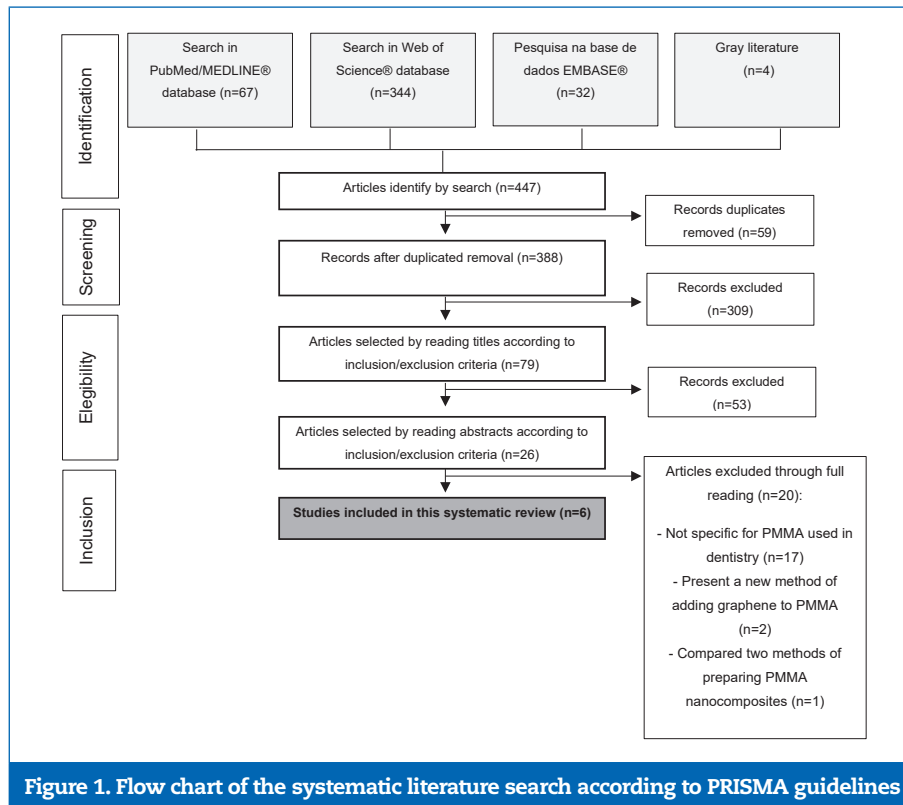 Identification
Search in
PubMed/MEDLINE®
database (n=67)
Search in Web of
Science® database
(n=344)
Pesquisa na base de
dados EMBASE®
(n=32)
Gray literature
(n=4)
Articles identify by search (n=447)
Records duplicates
removed (n=59)
Screening
Records after duplicated removal (n=388)
Records excluded
(n=309)
Elegibility
Articles selected by reading titles according to
inclusion/exclusion criteria (n=79)
Records excluded
(n=53)
Articles selected by reading abstracts according to
inclusion/exclusion criteria (n=26)
Inclusion
Studies included in this systematic review (n=6)
Articles excluded through full
reading (n=20):
- Not specific for PMMA used in
dentistry (n=17)
- Present a new method of
adding graphene to PMMA
(n=2)
- Compared two methods of
preparing PMMA
nanocomposites (n=1)
Figure 1. Flow chart of the systematic literature search according to PRISMA guidelines